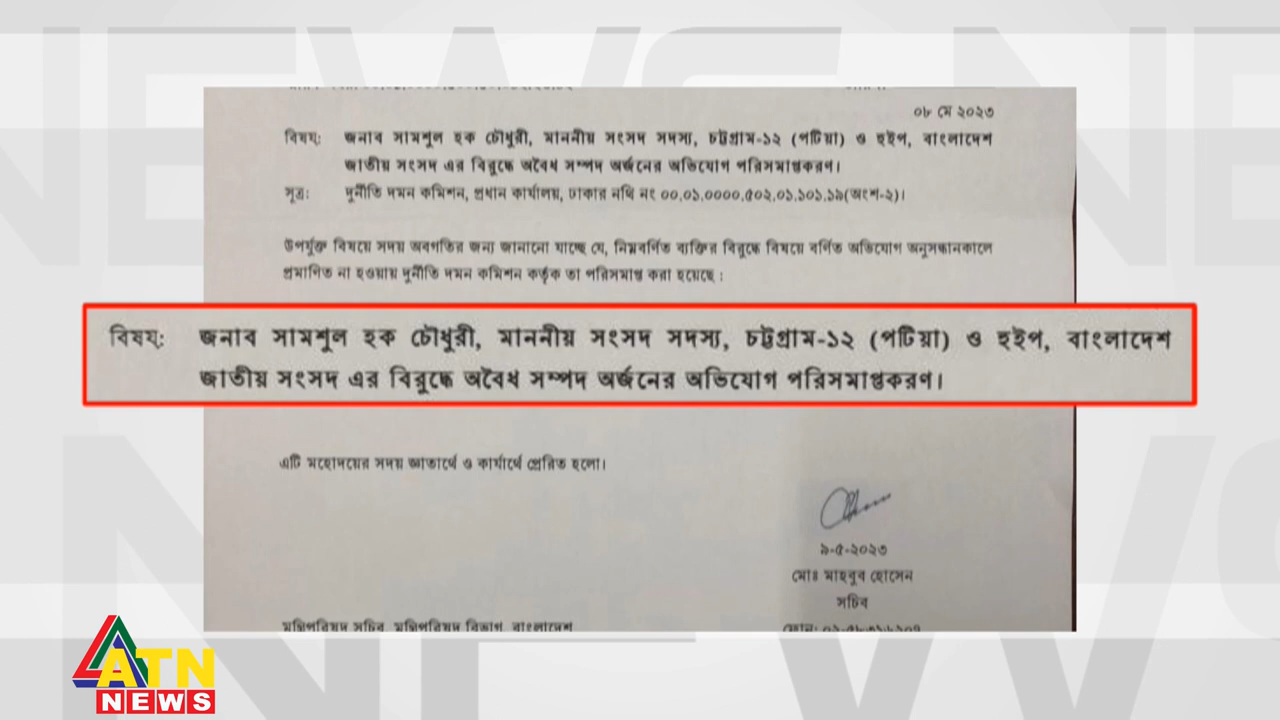 ০৮ মে ২০২৩
বিষয়: জনাব সামশুল হক চৌধুরী, মাননীয় সংসদ সদস্য, চট্টগ্রাম-১২ (পটিয়া) ও হুইপ, বাংলাদেশ
জাতীয় সংসদ এর বিরুদ্ধে অবৈধ সম্পদ অর্জনের অভিযোগ পরিসমাপ্তকরণ।
সূত্র: দুর্নীতি দমন কমিশন, প্রধান কার্যালয়, ঢাকার নথি নং ০০.০১.০০০০.৫০২.০১.১০১.১৯(অংশ-২)।
উপর্যুক্ত বিষয়ে সদয় অবগতির জন্য জানানো যাচ্ছে যে, নিম্নবর্ণিত ব্যক্তির বিরুদ্ধে বিষয়ে বর্ণিত অভিযোগ অনুসন্ধানকালে
প্রমাণিত না হওয়ায় দুর্নীতি দমন কমিশন কর্তৃক তা পরিসমাপ্ত করা হয়েছে :
বিষয়: জনাব সামশুল হক চৌধুরী, মাননীয় সংসদ সদস্য, চট্টগ্রাম-১২ (পটিয়া) ও হুইপ, বাংলাদেশ
জাতীয় সংসদ এর বিরুদ্ধে অবৈধ সম্পদ অর্জনের অভিযোগ পরিসমাপ্তকরণ।
এটি মহোদয়ের সদয় জ্ঞাতার্থে ও কার্যার্থে প্রেরিত হলো।
৯-৫-২০২৩
মোঃ মাহবুব হোসেন
সচিব
মন্ত্রিপরিষদ সচিব, মন্ত্রিপরিষদ বিভাগ, বাংলাদেশ
ATN
NEWS